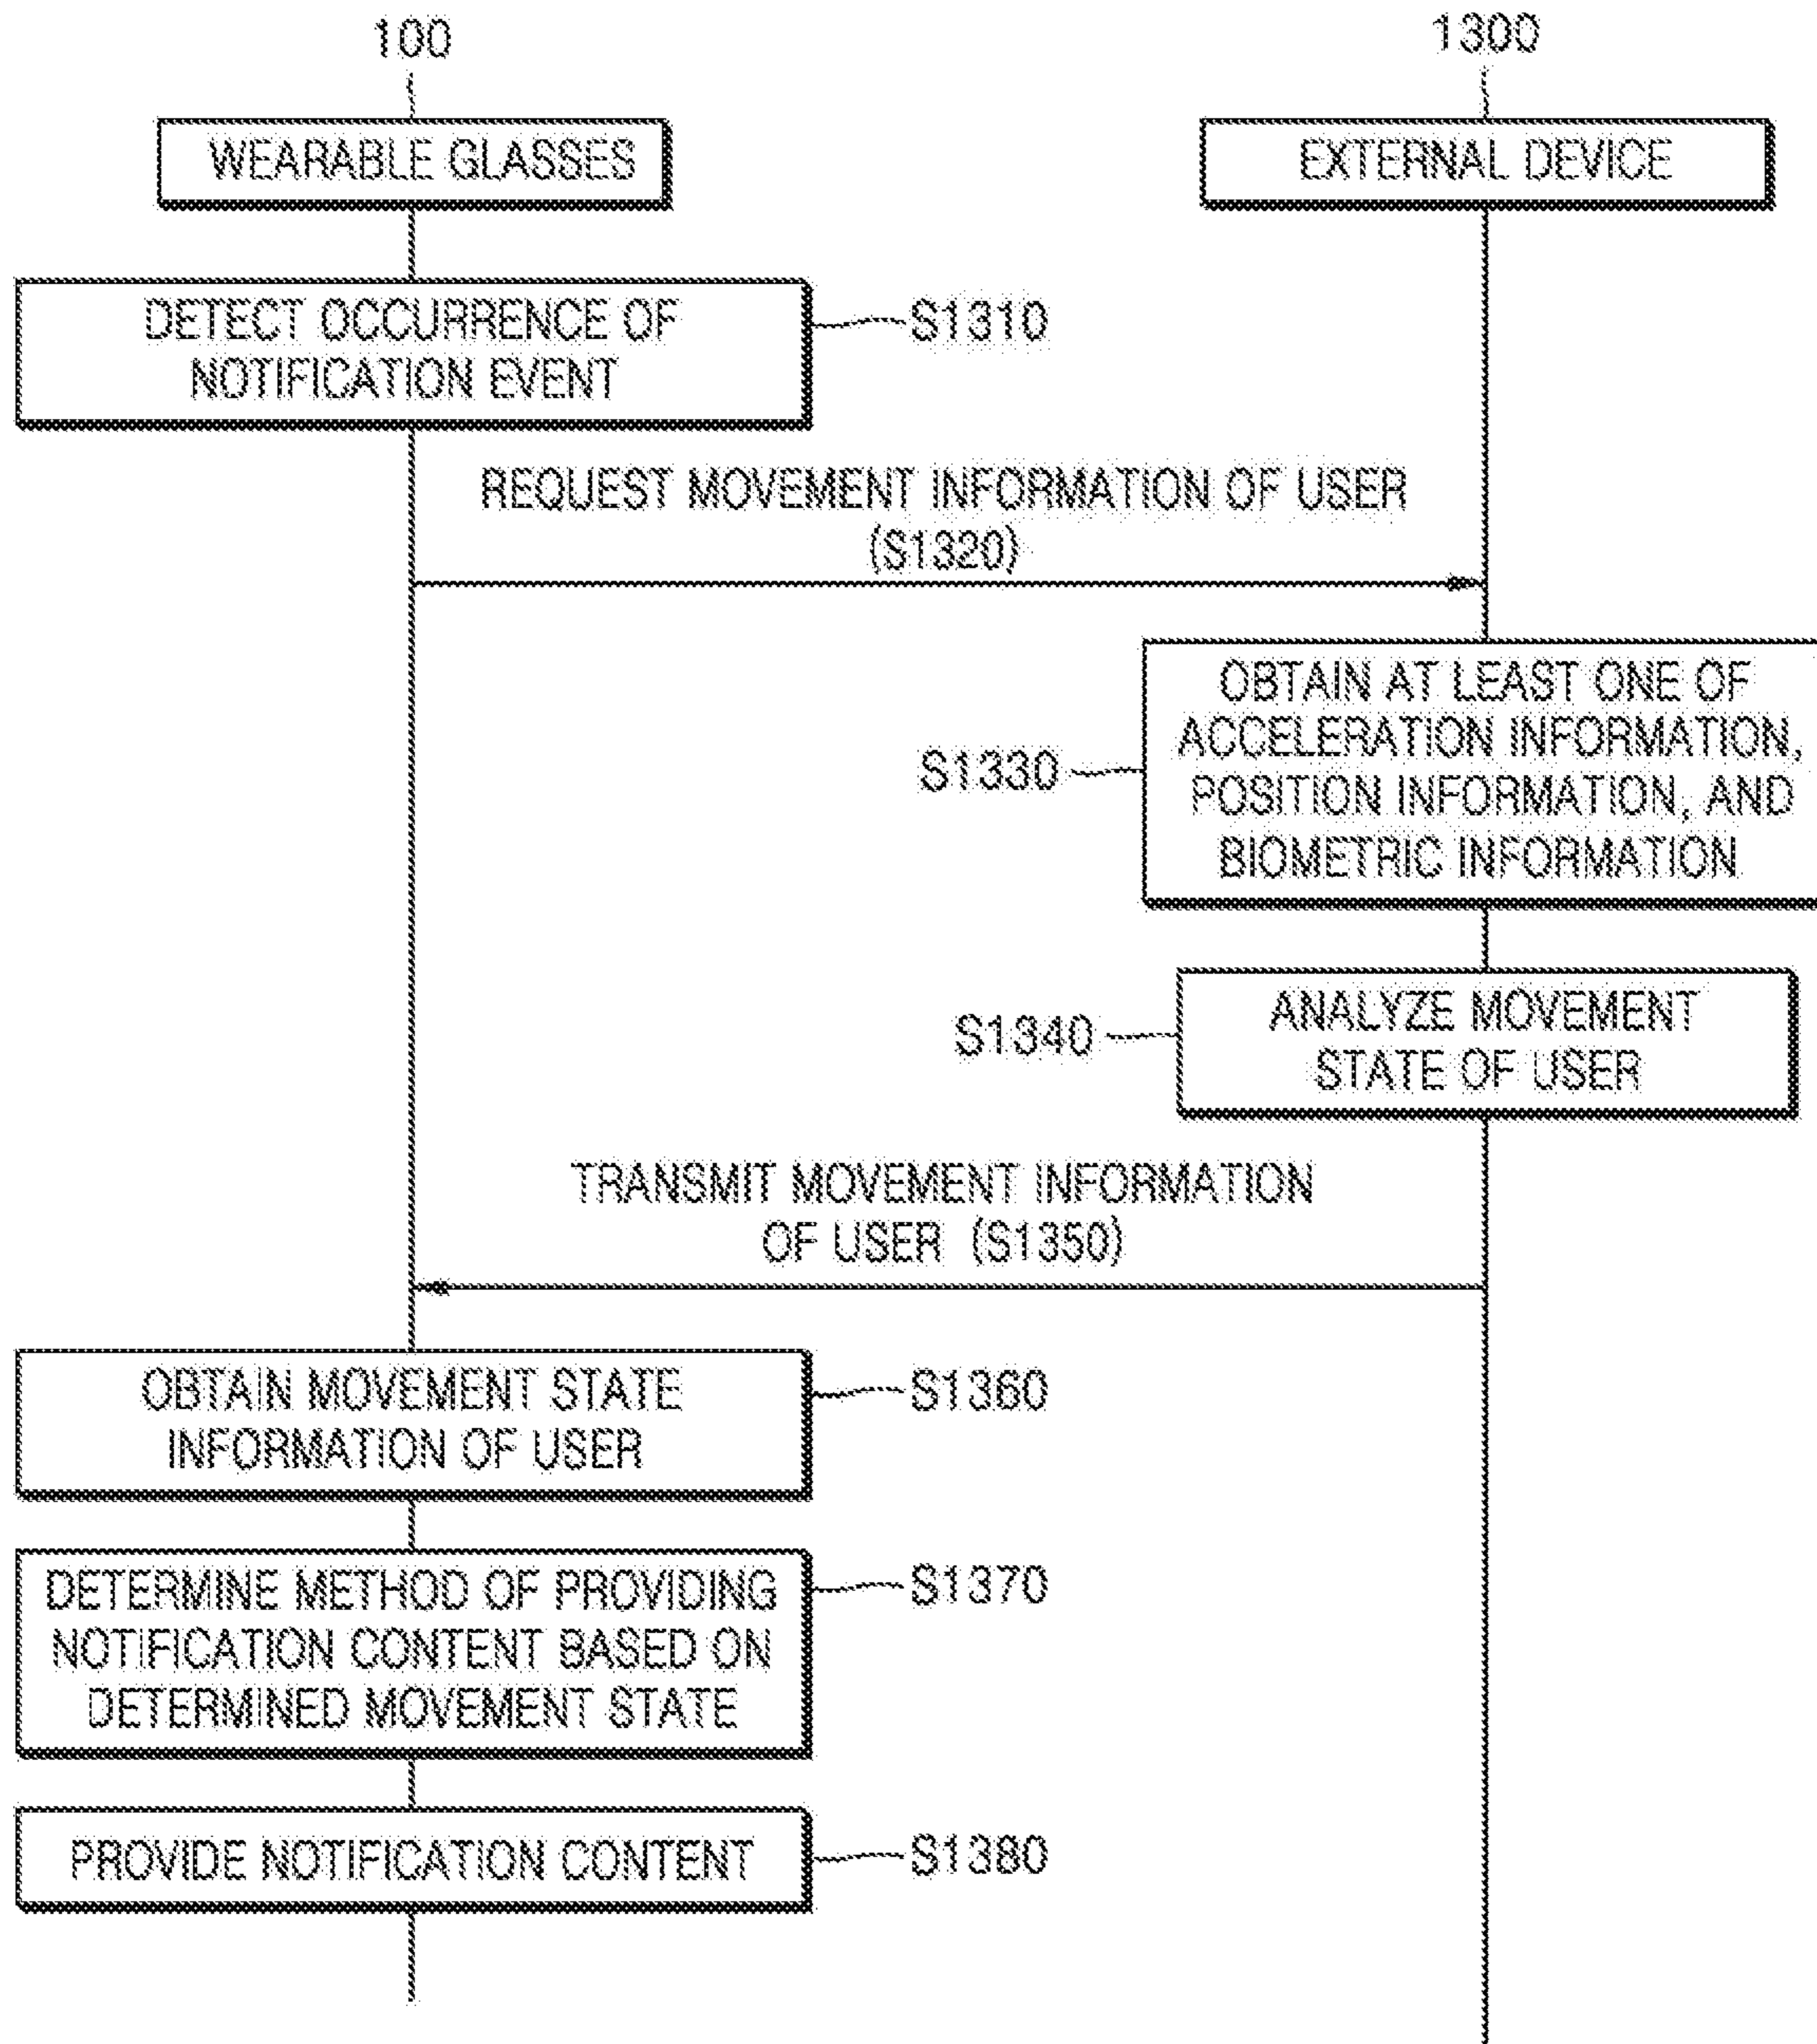 100
1300
WEARABLE GLASSES
EXTERNAL DEVICE
DETECT OCCURRENCE OF
NOTIFICATION EVENT
S1310
REQUEST MOVEMENT INFORMATION OF USER
(S1320)
OBTAIN AT LEAST ONE OF
ACCELERATION INFORMATION,
POSITION INFORMATION, AND
BIOMETRIC INFORMATION
S1330
ANALYZE MOVEMENT
STATE OF USER
S1340
TRANSMIT MOVEMENT INFORMATION
OF USER (S1350)
OBTAIN MOVEMENT STATE
INFORMATION OF USER
S1360
DETERMINE METHOD OF PROVIDING
NOTIFICATION CONTENT BASED ON
DETERMINED MOVEMENT STATE
S1370
PROVIDE NOTIFICATION CONTENT
S1380